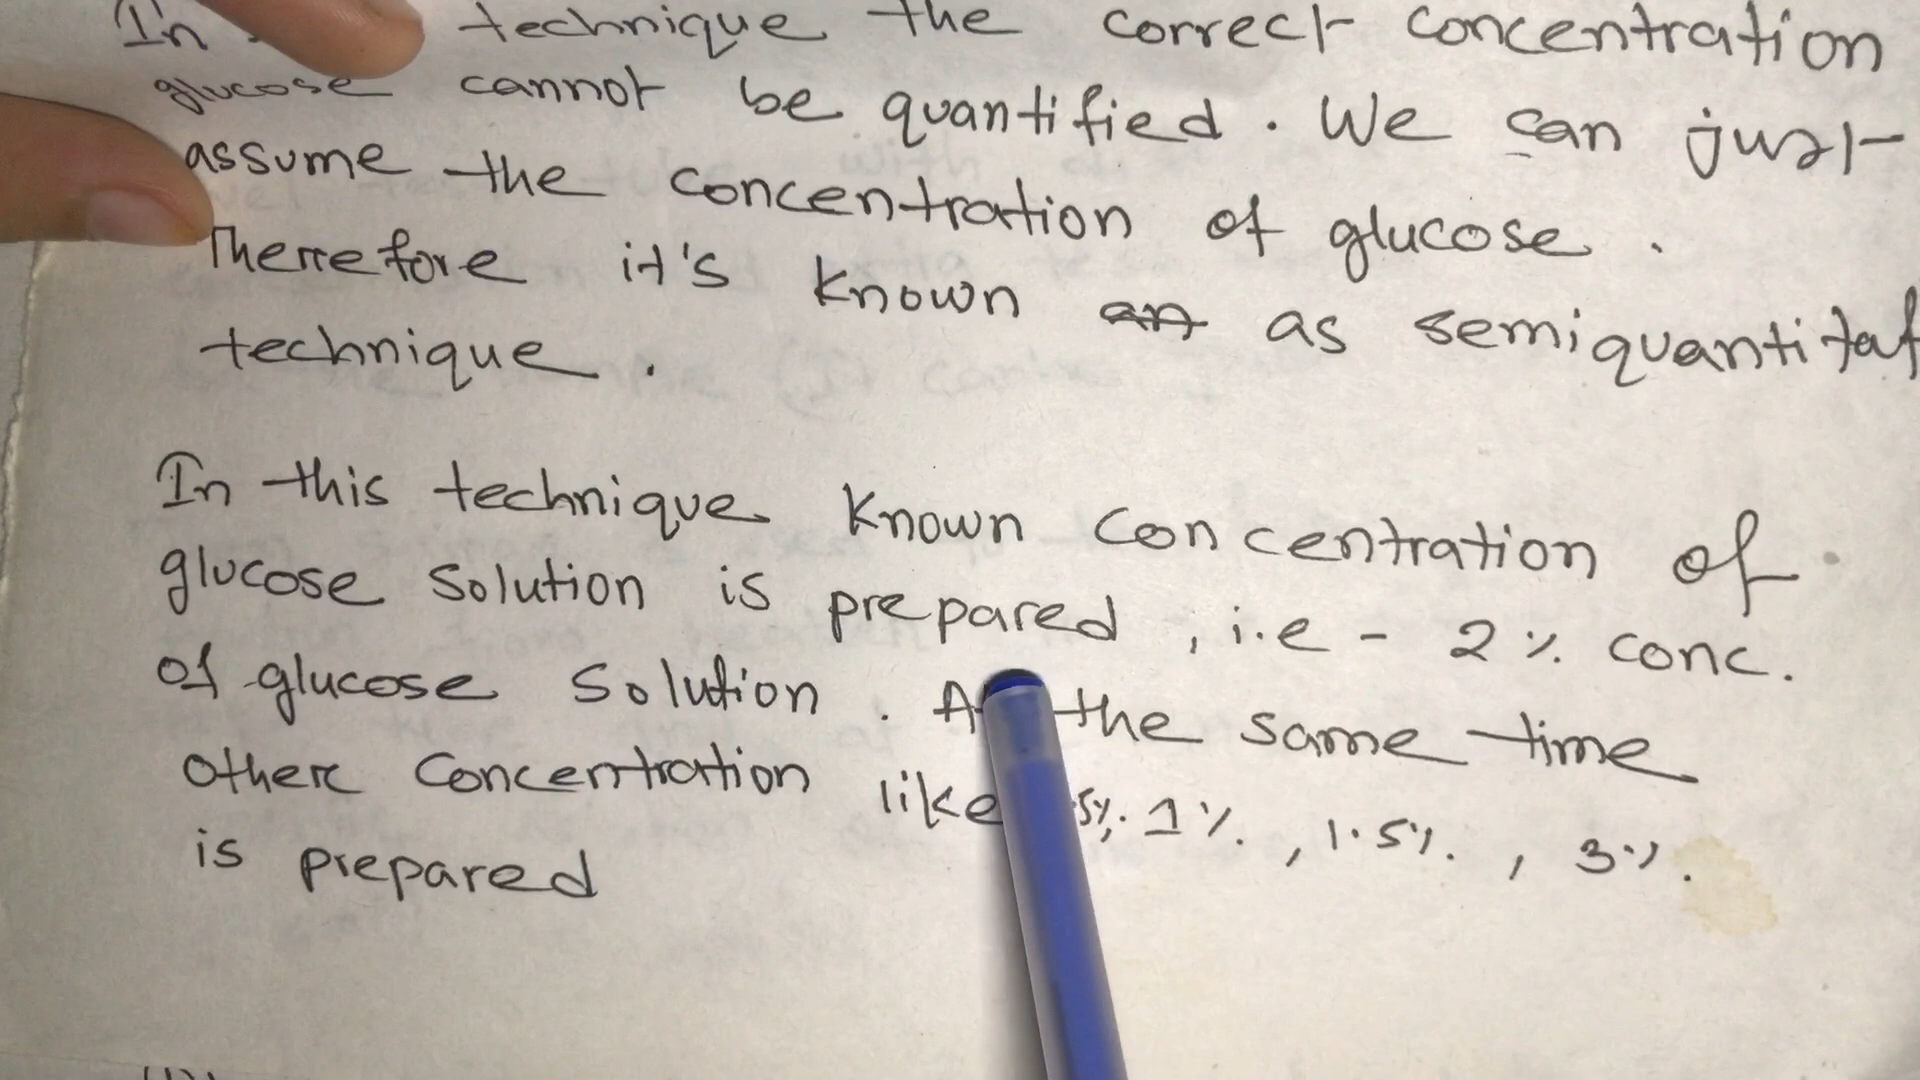 In technique the correct concentration
glucose cannot be quantified. We can just
assume the concentration of glucose.
Therefore it's known as semiquantitat
technique.
In this technique known concentration of
glucose solution is prepared, i.e - 2% conc.
of glucose solution. A the same time
other concentration like 5%. 1%., 1.5%., 3%.
is prepared